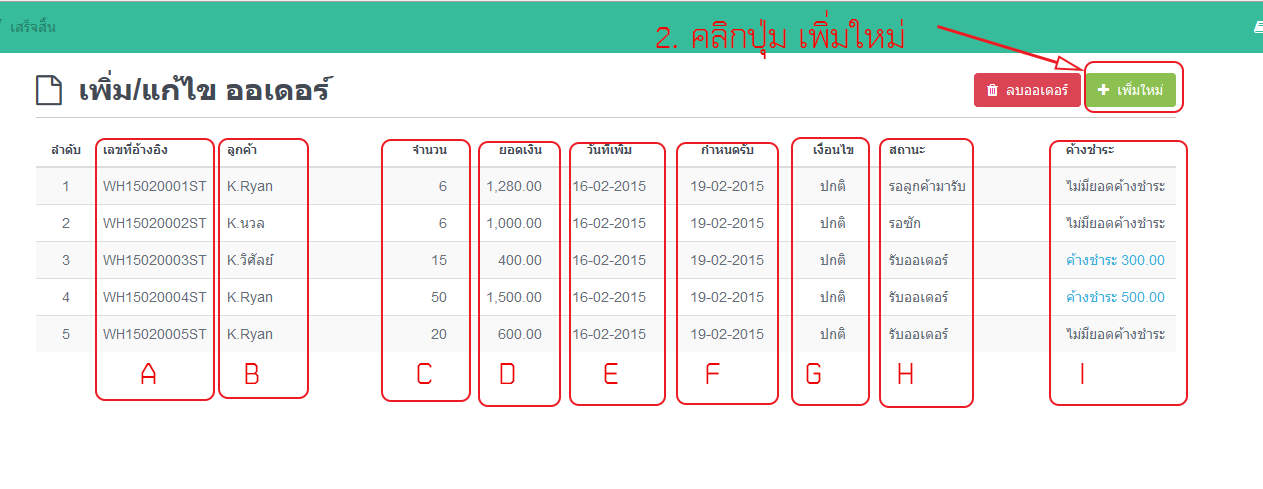 เสร็จสิ้น
2. คลิกปุ่ม เพิ่มใหม่
เพิ่ม/แก้ไข ออเดอร์
ลบออเดอร์
เพิ่มใหม่
ลำดับ เลขที่อ้างอิง ลูกค้า จำนวน ยอดเงิน วันที่เพิ่ม กำหนดรับ เงื่อนไข สถานะ ค้างชำระ
1 WH15020001ST K.Ryan 6 1,280.00 16-02-2015 19-02-2015 ปกติ รอลูกค้ามารับ ไม่มียอดค้างชำระ
2 WH15020002ST K.นวล 6 1,000.00 16-02-2015 19-02-2015 ปกติ รอซัก ไม่มียอดค้างชำระ
3 WH15020003ST K.วิศัลย์ 15 400.00 16-02-2015 19-02-2015 ปกติ รับออเดอร์ ค้างชำระ 300.00
4 WH15020004ST K.Ryan 50 1,500.00 16-02-2015 19-02-2015 ปกติ รับออเดอร์ ค้างชำระ 500.00
5 WH15020005ST K.Ryan 20 600.00 16-02-2015 19-02-2015 ปกติ รับออเดอร์ ไม่มียอดค้างชำระ
A B C D E F G H I